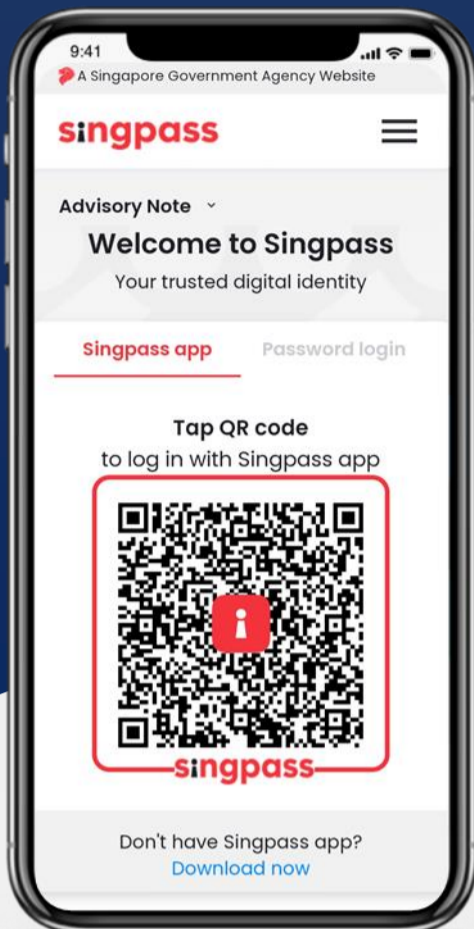 9:41
A Singapore Government Agency Website
singpass
Advisory Note
Welcome to Singpass
Your trusted digital identity
Singpass app Password login
Tap QR code
to log in with Singpass app
singpass
Don't have Singpass app?
Download now